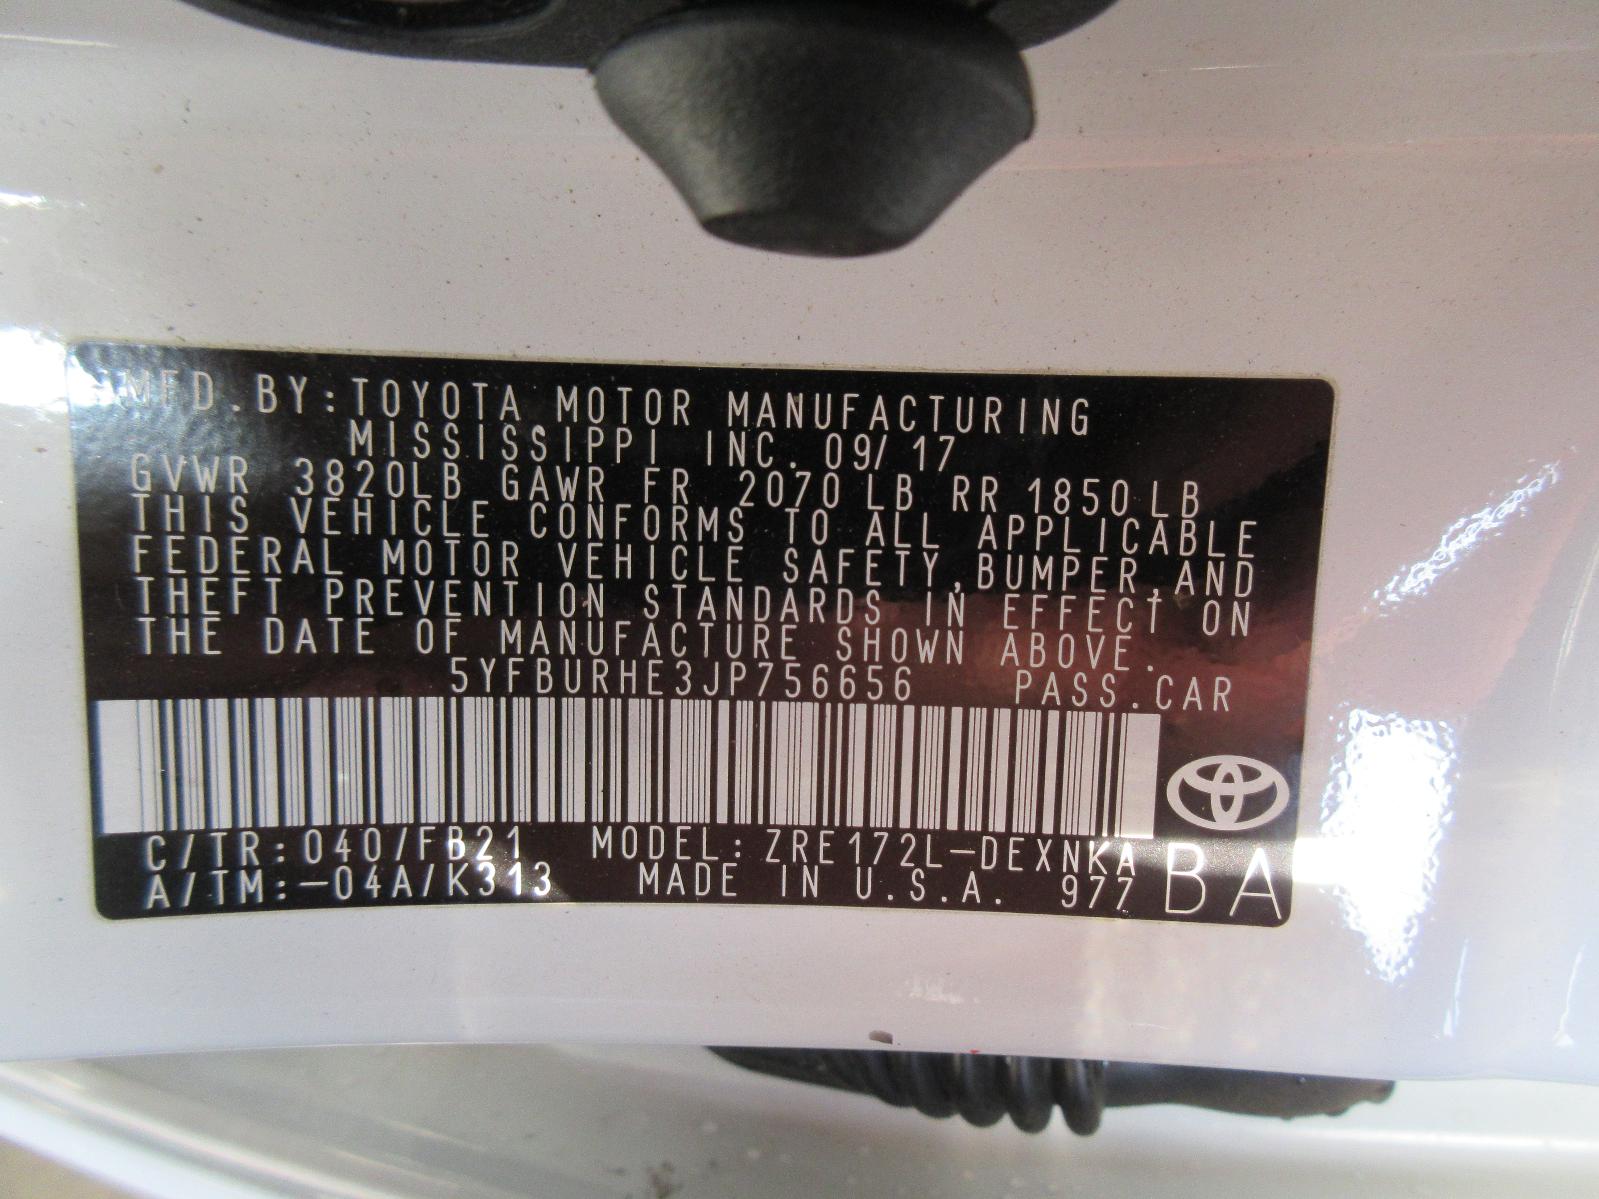 MFD.BY:TOYOTA MOTOR MANUFACTURING
MISSISSIPPI INC. 09/17
GVWR 3820LB GAWR FR 2070LB RR 1850LB
THIS VEHICLE CONFORMS TO ALL APPLICABLE
FEDERAL MOTOR VEHICLE SAFETY,BUMPER,AND
THEFT PREVENTION STANDARDS IN EFFECT ON
THE DATE OF MANUFACTURE SHOWN ABOVE.
5YFBURHE3JP756656 PASS.CAR
C/TR:040/FB21 MODEL:ZRE172L-DEXNKA
A/TM:-04A/K313 MADE IN U.S.A. 977 BA